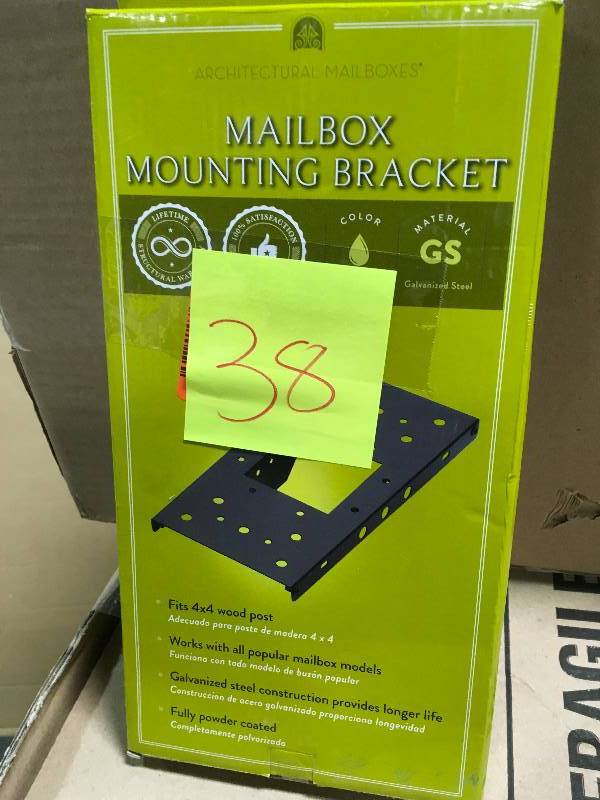 ARCHITECTURAL MAILBOXES®
MAILBOX
MOUNTING BRACKET
LIFETIME
STRUCTURAL
100% SATISFACTION
COLOR
MATERIAL
GS
Galvanized Steel
38
Fits 4x4 wood post
Adecuado para poste de madera 4 x 4
Works with all popular mailbox models
Funciona con todo modelo de buzón popular
Galvanized steel construction provides longer life
Construccion de acero galvanizado proporciona longevidad
Fully powder coated
Completamente polvorizado
FRAGILE